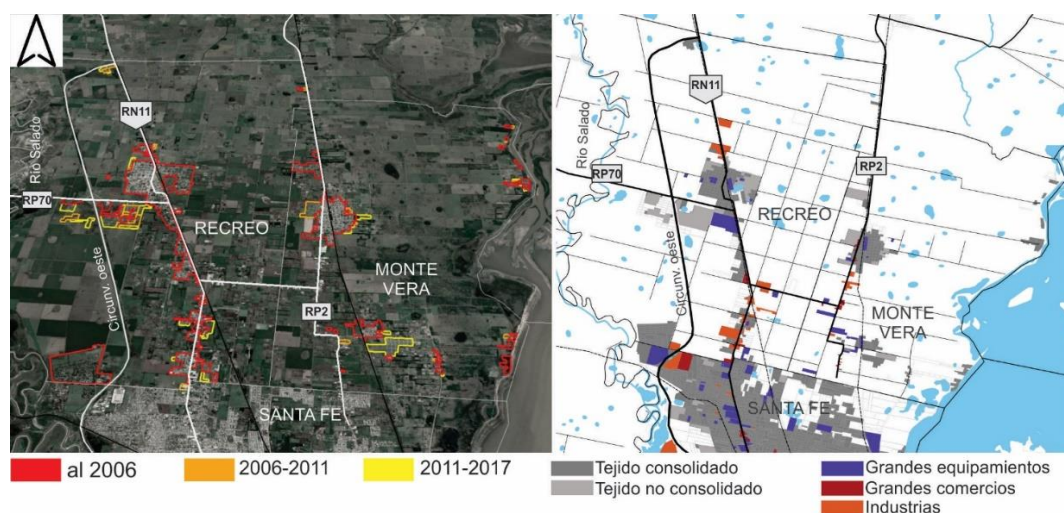 RN11
Rio Salado
RP70
RECREO
Circunv. oeste
MONTE
VERA
RP2
SANTA FE
al 2006
2006-2011
2011-2017
RN11
RP2
Rio Salado
RP70
RECREO
Circunv. oeste
MONTE
VERA
SANTA FE
Tejido consolidado
Tejido no consolidado
Grandes equipamientos
Grandes comercios
Industrias